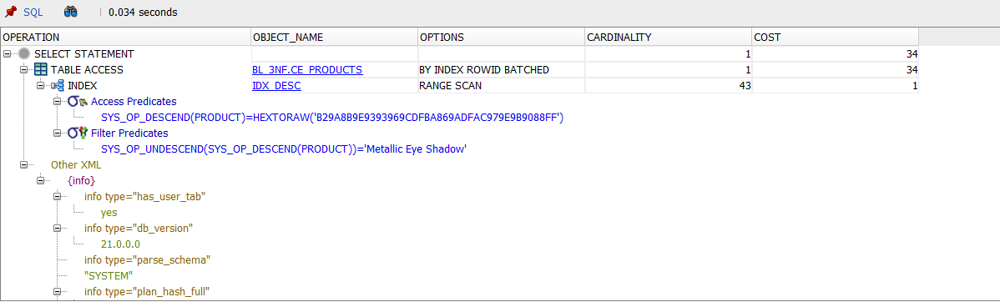 SQL 0.034 seconds
OPERATION OBJECT_NAME OPTIONS CARDINALITY COST
SELECT STATEMENT 1 34
TABLE ACCESS BL_3NF.CE_PRODUCTS BY INDEX ROWID BATCHED 1 34
INDEX IDX_DESC RANGE SCAN 43 1
Access Predicates
SYS_OP_DESCEND(PRODUCT)=HEXTORAW('B29A8B9E9393969CDFBA869ADFAC979E9B9088FF')
Filter Predicates
SYS_OP_UNDESCEND(SYS_OP_DESCEND(PRODUCT))='Metallic Eye Shadow'
Other XML
{info}
info type="has_user_tab"
yes
info type="db_version"
21.0.0.0
info type="parse_schema"
"SYSTEM"
info type="plan_hash_full"